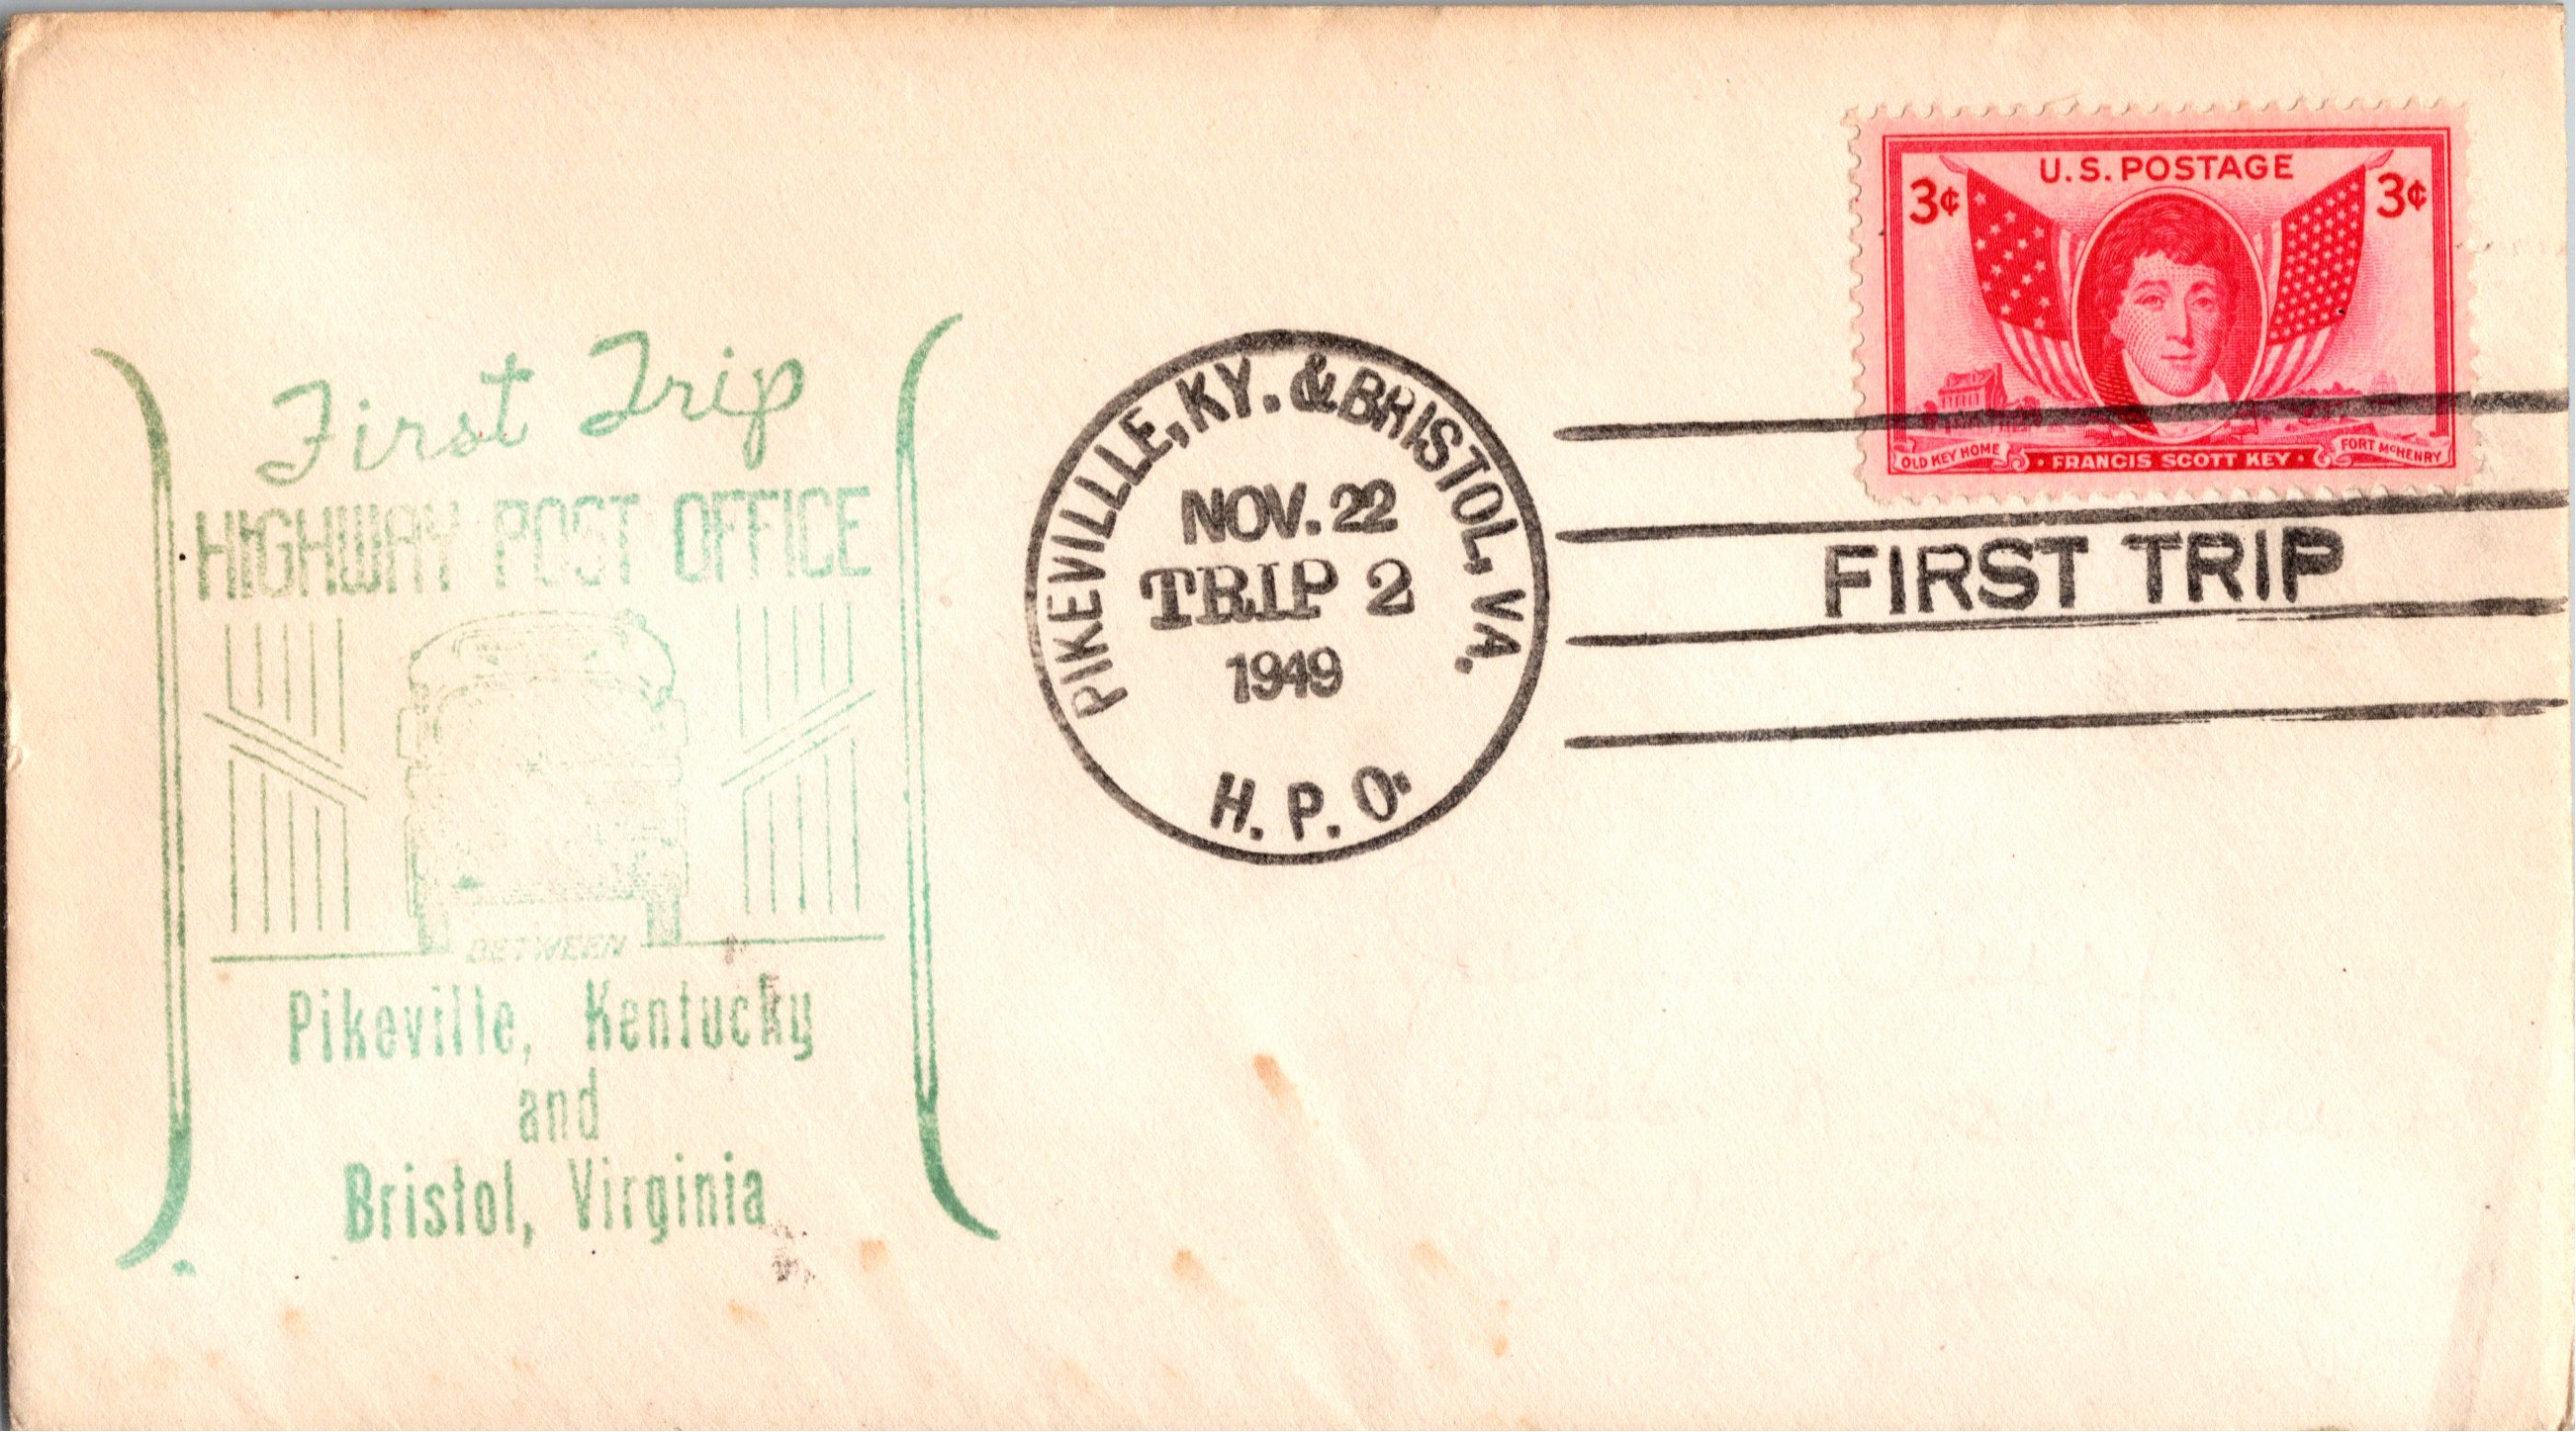 First Trip
HIGHWAY POST OFFICE
BETWEEN
Pikeville, Kentucky
and
Bristol, Virginia
PIKEVILLLE, KY. & BRISTOL, VA.
NOV. 22
TRIP 2
1949
H. P. O.
U.S. POSTAGE
3¢ 3¢
OLD KEY HOME
• FRANCIS SCOTT KEY •
FORT McHENRY
FIRST TRIP